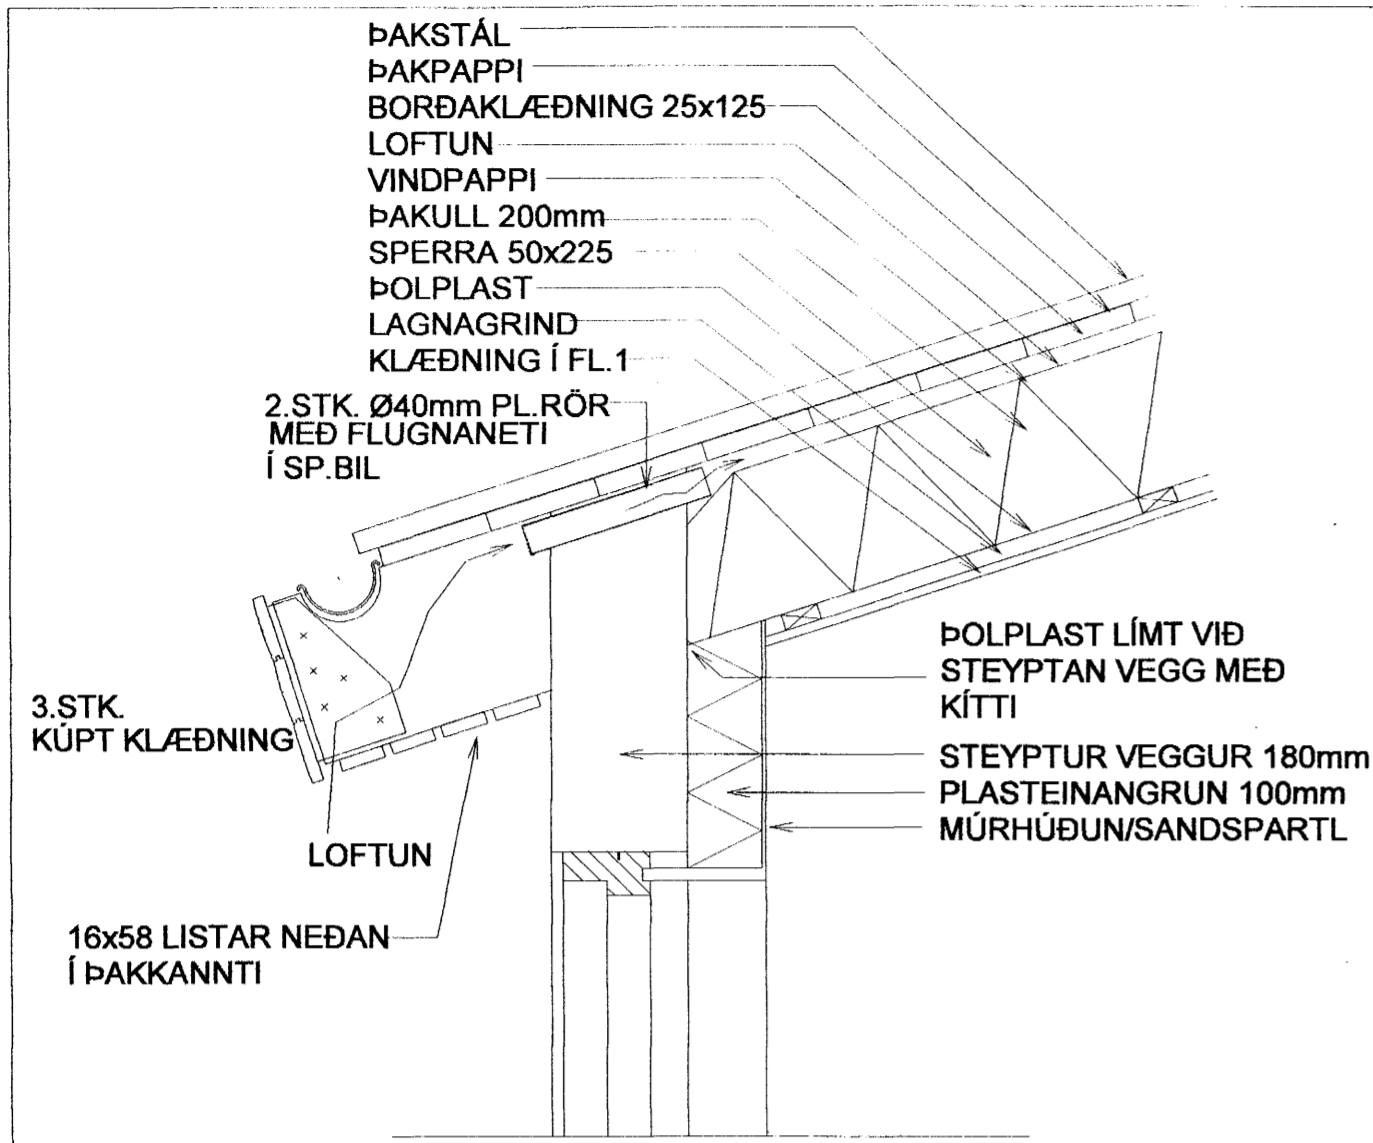 ÞAKSTÁL
ÞAKPAPPI
BORÐAKLÆÐNING 25x125
LOFTUN
VINDPAPPI
ÞAKULL 200mm
SPERRA 50x225
ÞOLPLAST
LAGNAGRIND
KLÆÐNING Í FL.1
2.STK. Ø40mm PL.RÖR
MEÐ FLUGNANETI
Í SP.BIL
3.STK.
KÚPT KLÆÐNING
LOFTUN
16x58 LISTAR NEÐAN
Í ÞAKKANNTI
ÞOLPLAST LÍMT VIÐ
STEYPTAN VEGG MEÐ
KÍTTI
STEYPTUR VEGGUR 180mm
PLASTEINANGRUN 100mm
MÚRHÚÐUN/SANDSPARTL